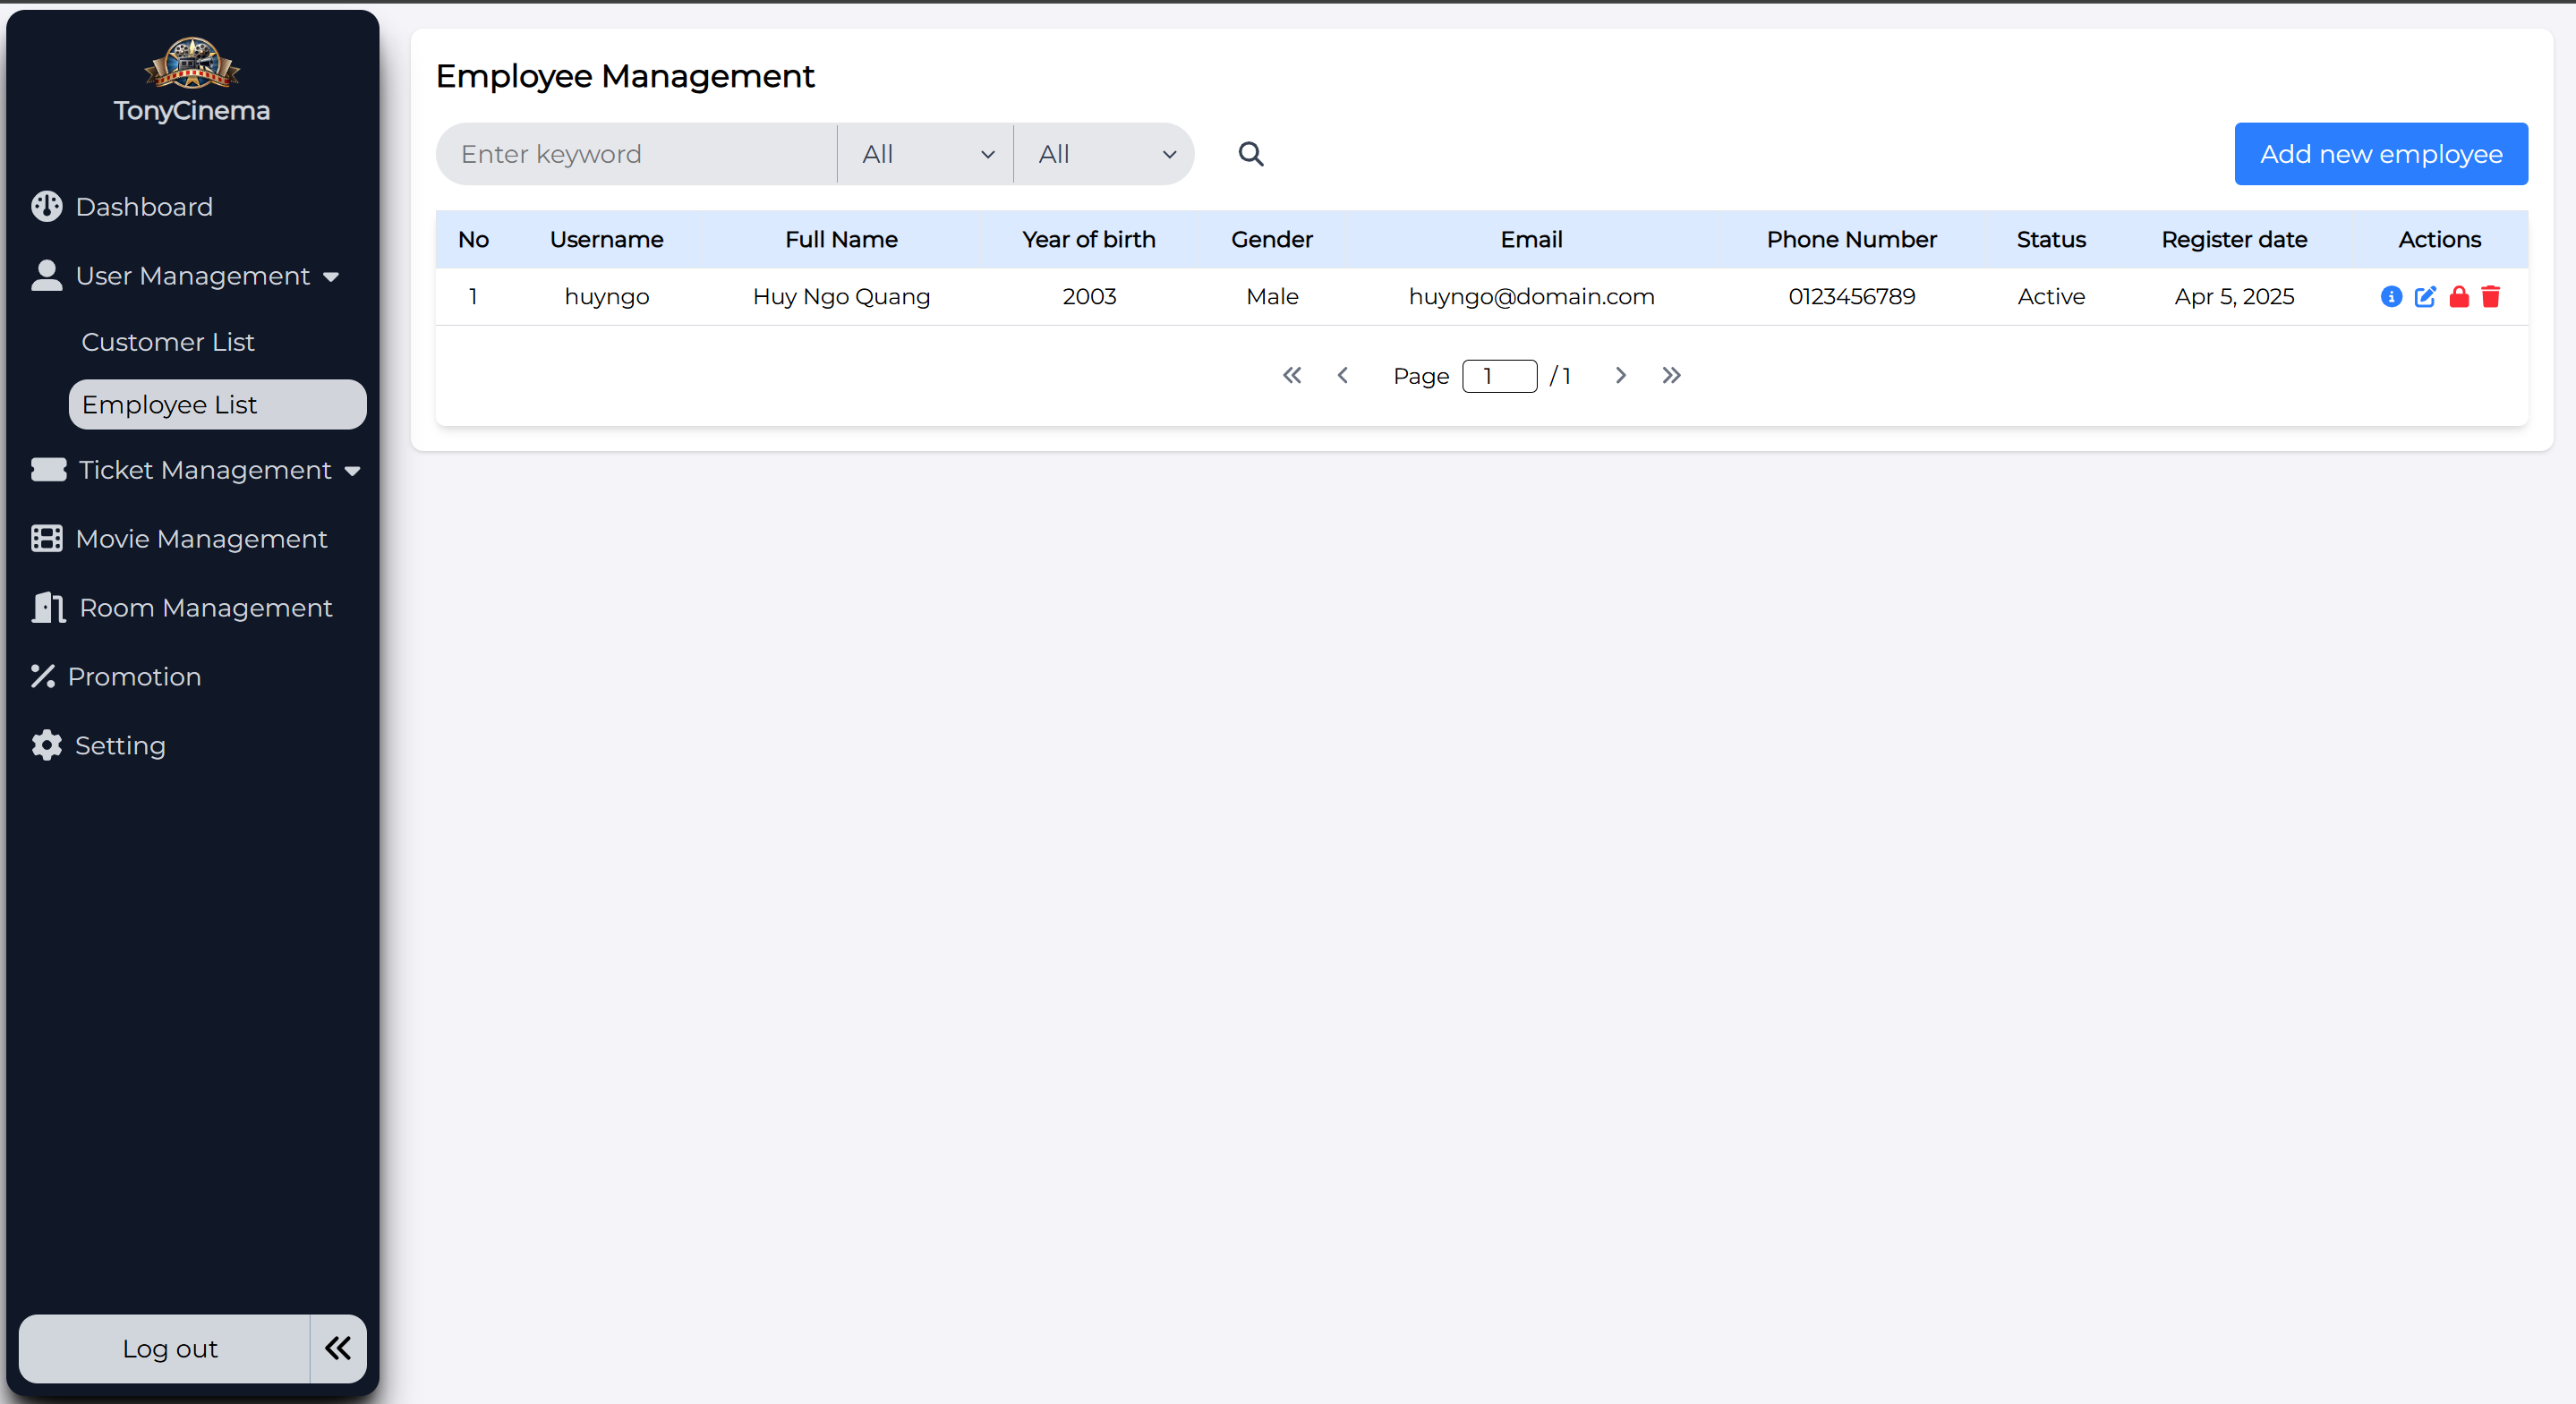 TonyCinema
Dashboard
User Management
Customer List
Employee List
Ticket Management
Movie Management
Room Management
Promotion
Setting
Log out
Employee Management
Enter keyword All All Add new employee
No Username Full Name Year of birth Gender Email Phone Number Status Register date Actions
1 huyngo Huy Ngo Quang 2003 Male huyngo@domain.com 0123456789 Active Apr 5, 2025
Page 1 / 1